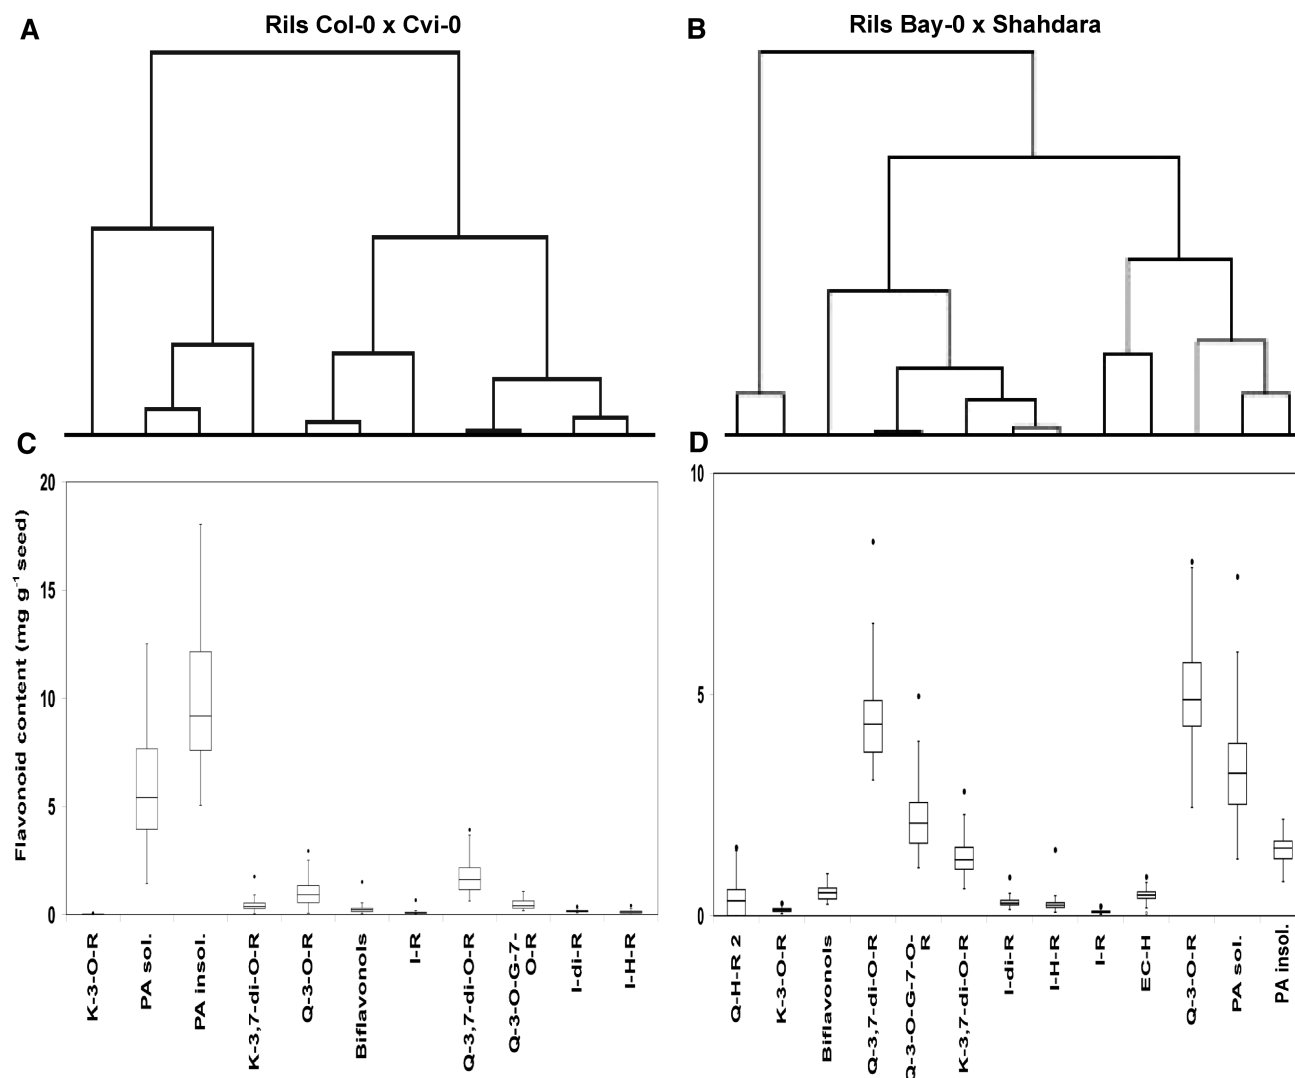 A
Rils Col-0 x Cvi-0
B
Rils Bay-0 x Shahdara
C
Flavonoid content (mg g⁻¹ seed)
20
15
10
5
0
K-3-O-R
PA sol.
PA insol.
K-3,7-di-O-R
Q-3-O-R
Biflavonols
I-R
Q-3,7-di-O-R
Q-3-O-G-7-
O-R
I-di-R
I-H-R
D
10
5
0
Q-H-R 2
K-3-O-R
Biflavonols
Q-3,7-di-O-R
Q-3-O-G-7-O-
R
K-3,7-di-O-R
I-di-R
I-H-R
I-R
EC-H
Q-3-O-R
PA sol.
PA insol.